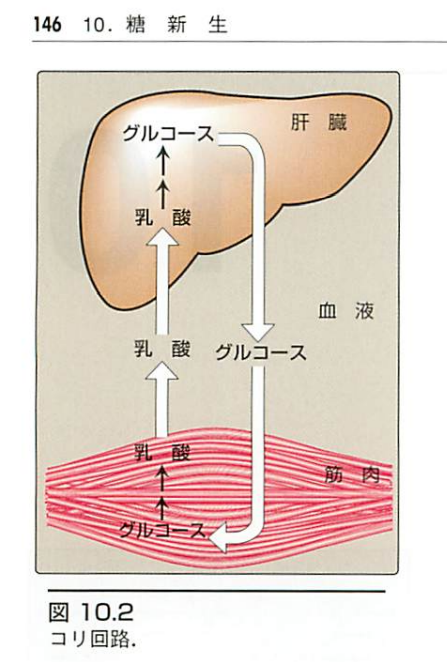 146 10. 糖 新 生
グルコース
肝 臓
乳 酸
血 液
乳 酸 グルコース
乳 酸
筋 肉
グルコース
図 10.2
コリ回路.